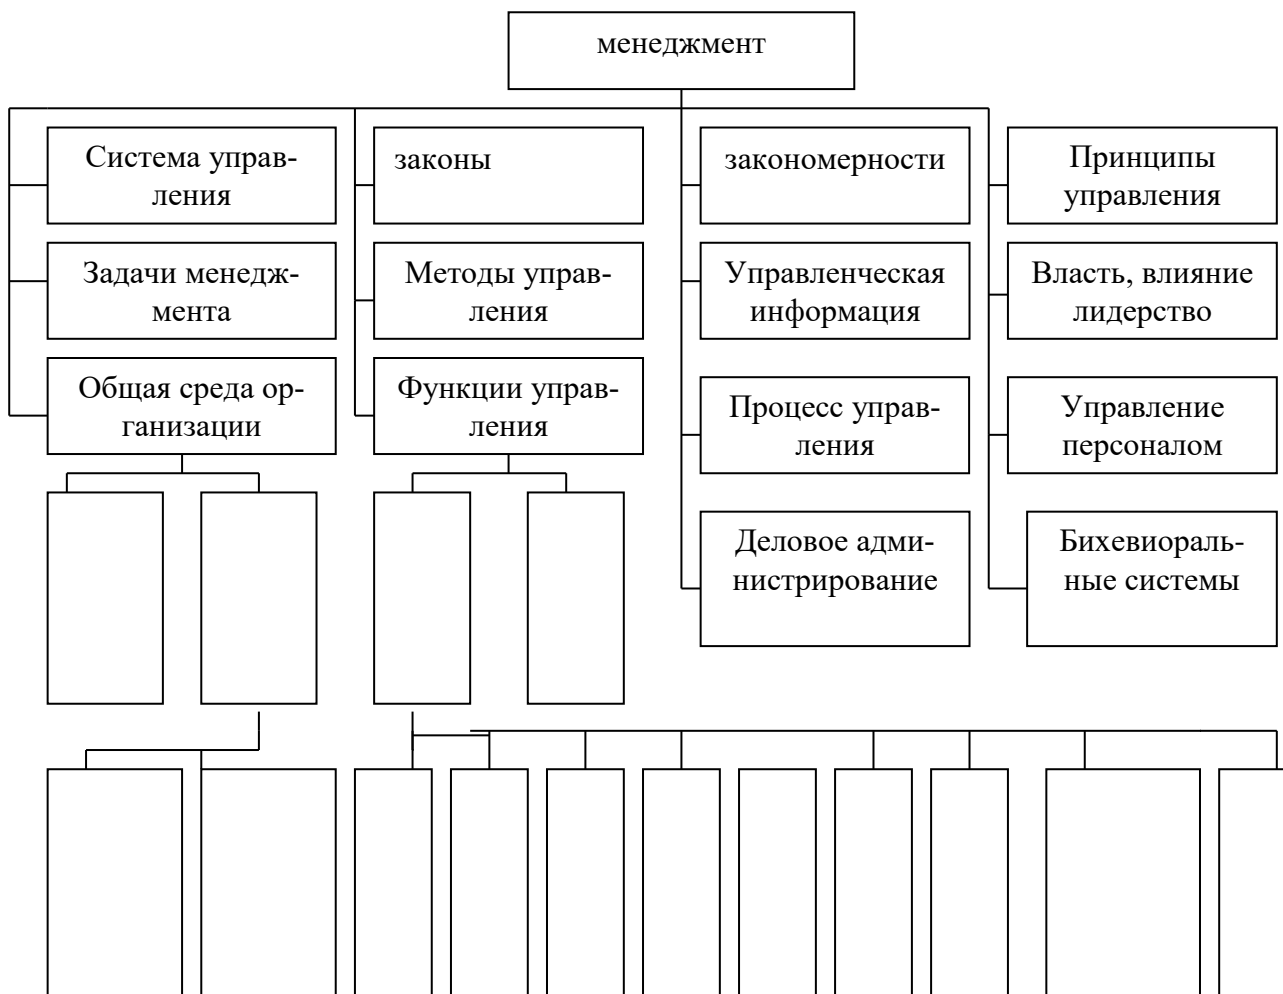 менеджмент
Система управ-
ления
законы
закономерности
Принципы
управления
Задачи менедж-
мента
Методы управ-
ления
Управленческая
информация
Власть, влияние
лидерство
Общая среда ор-
ганизации
Функции управ-
ления
Процесс управ-
ления
Управление
персоналом
Деловое адми-
нистрирование
Бихевиораль-
ные системы